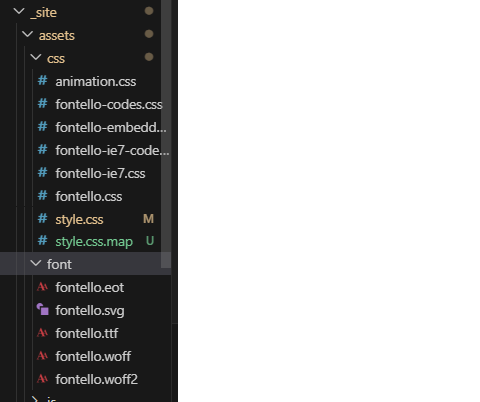 _site
assets
css
# animation.css
# fontello-codes.css
# fontello-embedd...
# fontello-ie7-code...
# fontello-ie7.css
# fontello.css
# style.css M
# style.css.map U
font
fontello.eot
fontello.svg
fontello.ttf
fontello.woff
fontello.woff2
js